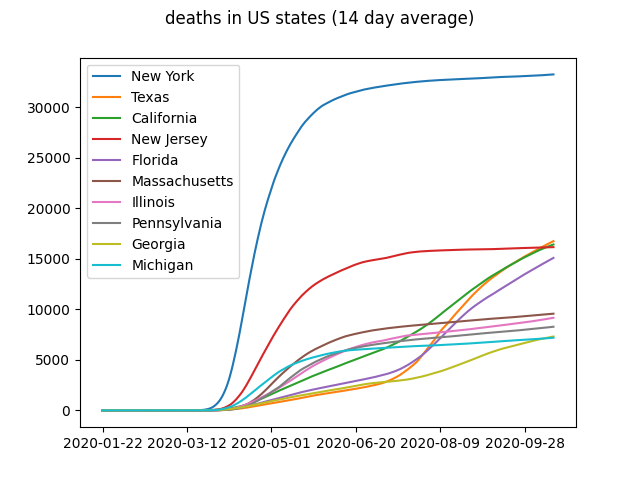 deaths in US states (14 day average)
New York
Texas
California
New Jersey
Florida
Massachusetts
Illinois
Pennsylvania
Georgia
Michigan
30000
25000
20000
15000
10000
5000
0
2020-01-22 2020-03-12 2020-05-01 2020-06-20 2020-08-09 2020-09-28